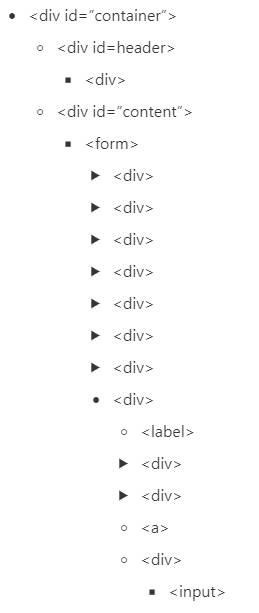 <div id=“container”>
<div id=header>
<div>
<div id=“content”>
<form>
<div>
<div>
<div>
<div>
<div>
<div>
<div>
<div>
<label>
<div>
<div>
<a>
<div>
<input>